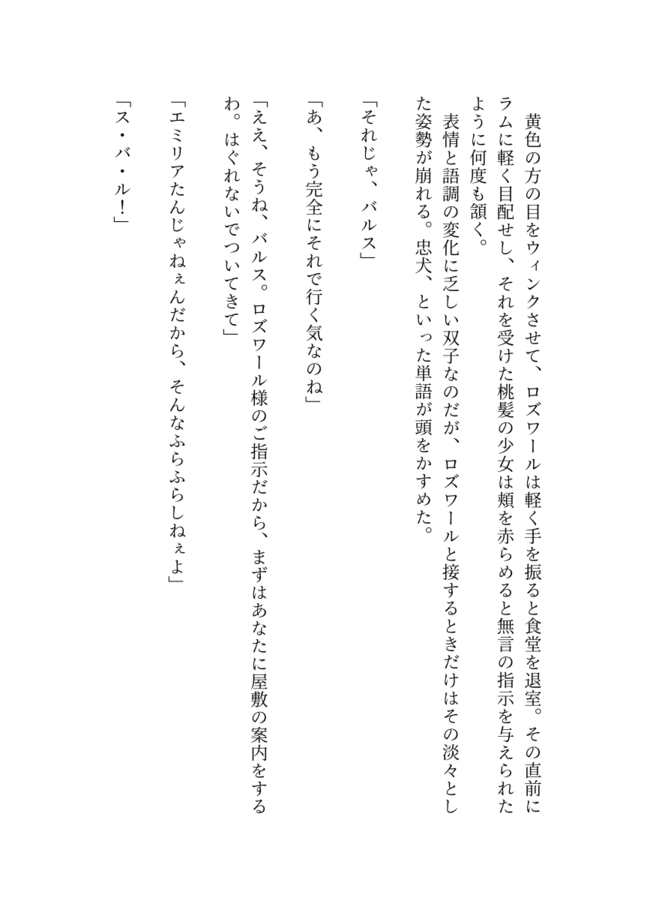 黄色の方の目をウィンクさせて、ロズワールは軽く手を振ると食堂を退室。その直前に
ラムに軽く目配せし、それを受けた桃髪の少女は頬を赤らめると無言の指示を与えられた
ように何度も頷く。
　表情と語調の変化に乏しい双子なのだが、ロズワールと接するときだけはその淡々とし
た姿勢が崩れる。忠犬、といった単語が頭をかすめた。
「それじゃ、バルス」
「あ、もう完全にそれで行く気なのね」
「ええ、そうね、バルス。ロズワール様のご指示だから、まずはあなたに屋敷の案内をする
わ。はぐれないでついてきて」
「エミリアたんじゃねぇんだから、そんなふらふらしねぇよ」
「ス・バ・ル！」